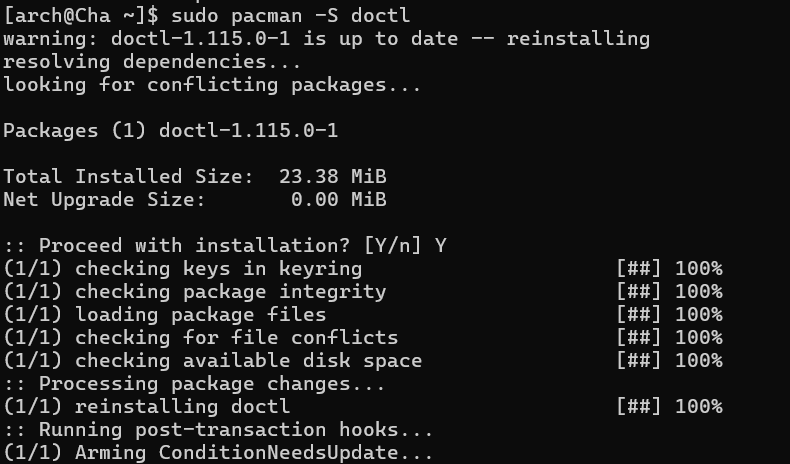 [arch@Cha ~]$ sudo pacman -S doctl
warning: doctl-1.115.0-1 is up to date -- reinstalling
resolving dependencies...
looking for conflicting packages...
Packages (1) doctl-1.115.0-1
Total Installed Size:  23.38 MiB
Net Upgrade Size:       0.00 MiB
:: Proceed with installation? [Y/n] Y
(1/1) checking keys in keyring                     [##] 100%
(1/1) checking package integrity                   [##] 100%
(1/1) loading package files                        [##] 100%
(1/1) checking for file conflicts                  [##] 100%
(1/1) checking available disk space                [##] 100%
:: Processing package changes...
(1/1) reinstalling doctl                           [##] 100%
:: Running post-transaction hooks...
(1/1) Arming ConditionNeedsUpdate...